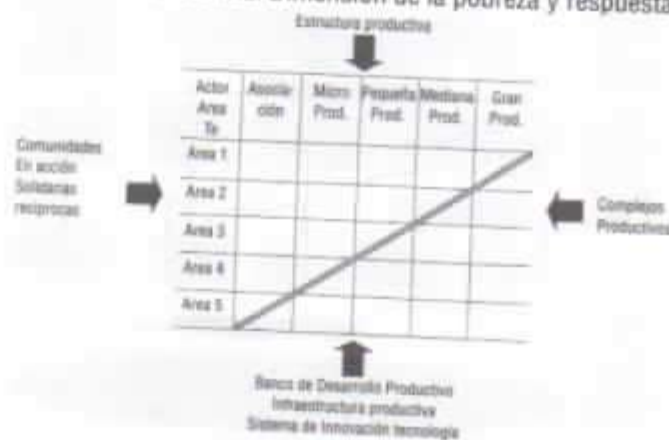 Dimensión de la pobreza y respuesta
Estructura productiva
Actor
Area
Te
Asocia-
ción
Micro
Prod.
Pequeña
Prod.
Mediana
Prod.
Gran
Prod.
Area 1
Area 2
Area 3
Area 4
Area 5
Comunidades
En acción
Solidarias
recíprocas
Complejos
Productivos
Banco de Desarrollo Productivo
Infraestructura productiva
Sistema de Innovación tecnología